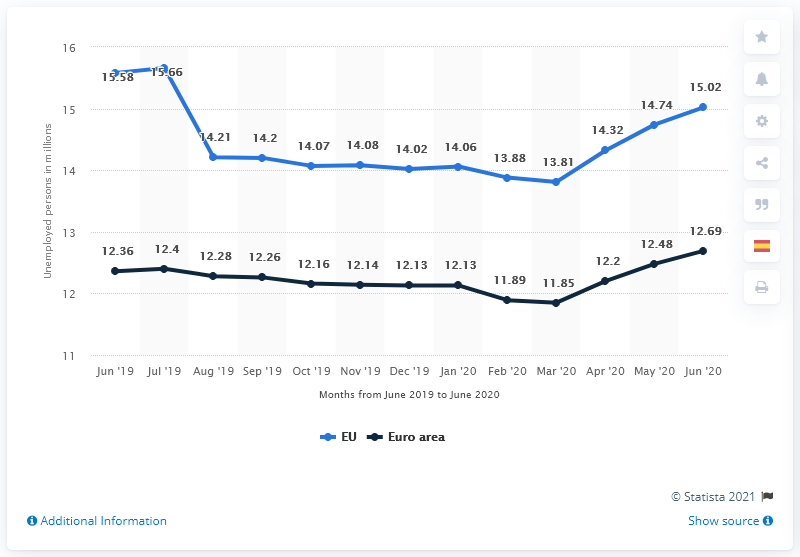 16
15
14
13
12
11
Unemployed persons in millions
15.58 15.66 14.21 14.2 14.07 14.08 14.02 14.06 13.88 13.81 14.32 14.74 15.02
12.36 12.4 12.28 12.26 12.16 12.14 12.13 12.13 11.89 11.85 12.2 12.48 12.69
Jun '19 Jul '19 Aug '19 Sep '19 Oct '19 Nov '19 Dec '19 Jan '20 Feb '20 Mar '20 Apr '20 May '20 Jun '20
Months from June 2019 to June 2020
EU Euro area
© Statista 2021
Additional Information Show source